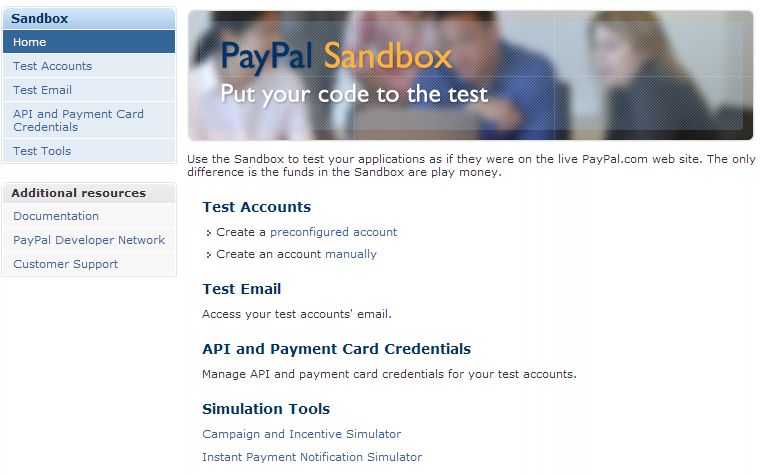 Sandbox
Home
Test Accounts
Test Email
API and Payment Card
Credentials
Test Tools
Additional resources
Documentation
PayPal Developer Network
Customer Support
PayPal Sandbox
Put your code to the test
Use the Sandbox to test your applications as if they were on the live PayPal.com web site. The only
difference is the funds in the Sandbox are play money.
Test Accounts
Create a preconfigured account
Create an account manually
Test Email
Access your test accounts' email.
API and Payment Card Credentials
Manage API and payment card credentials for your test accounts.
Simulation Tools
Campaign and Incentive Simulator
Instant Payment Notification Simulator